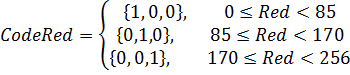 CodeRed = { {1, 0, 0}, 0 ≤ Red < 85
{0,1,0}, 85 ≤ Red < 170
{0, 0, 1}, 170 ≤ Red < 256